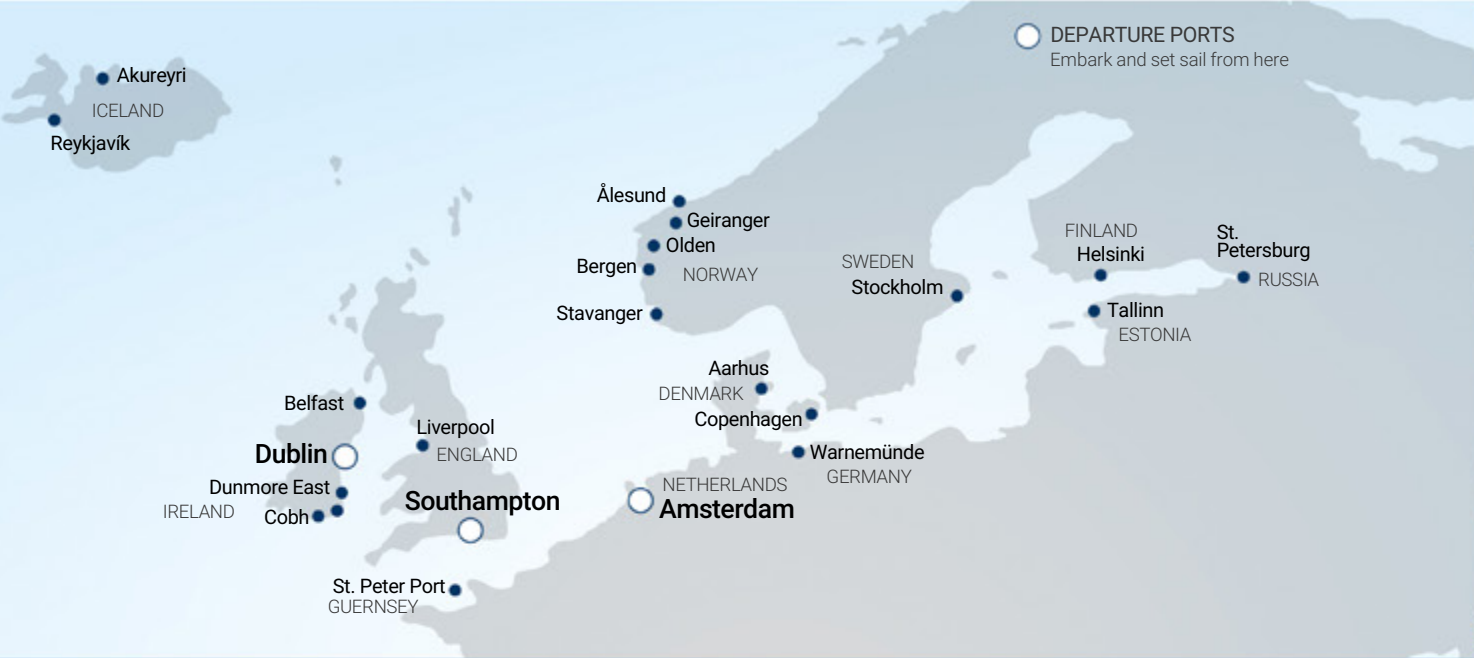 DEPARTURE PORTS
Embark and set sail from here
Akureyri
ICELAND
Reykjavík
Ålesund
Geiranger
Olden
Bergen
NORWAY
Stavanger
SWEDEN
Stockholm
FINLAND
Helsinki
St.
Petersburg
RUSSIA
Tallinn
ESTONIA
Aarhus
DENMARK
Copenhagen
Warnemünde
GERMANY
Belfast
Liverpool
ENGLAND
Dublin
Dunmore East
IRELAND
Cobh
Southampton
NETHERLANDS
Amsterdam
St. Peter Port
GUERNSEY